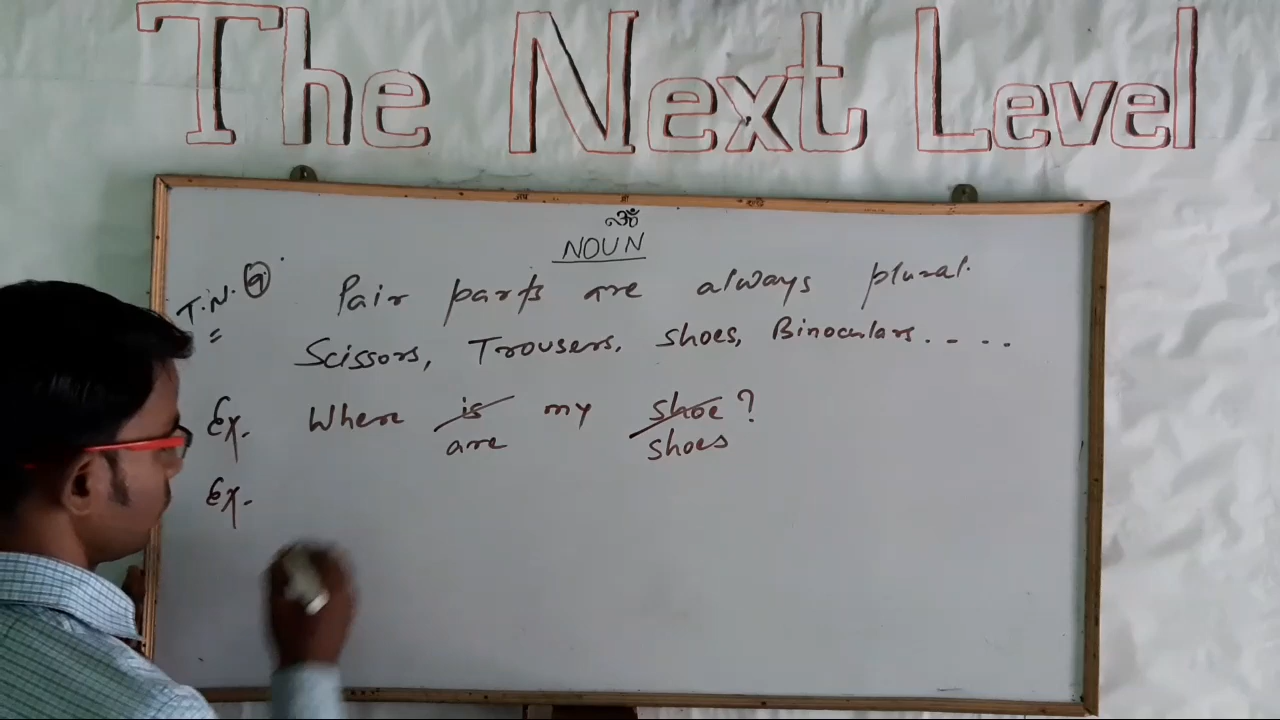 The Next Level
ॐ
NOUN
T.N. 9 Pair parts are always plural.
Scissors, Trousers, shoes, Binoculars. - . .
Ex. Where is my shoe?
are shoes
Ex.